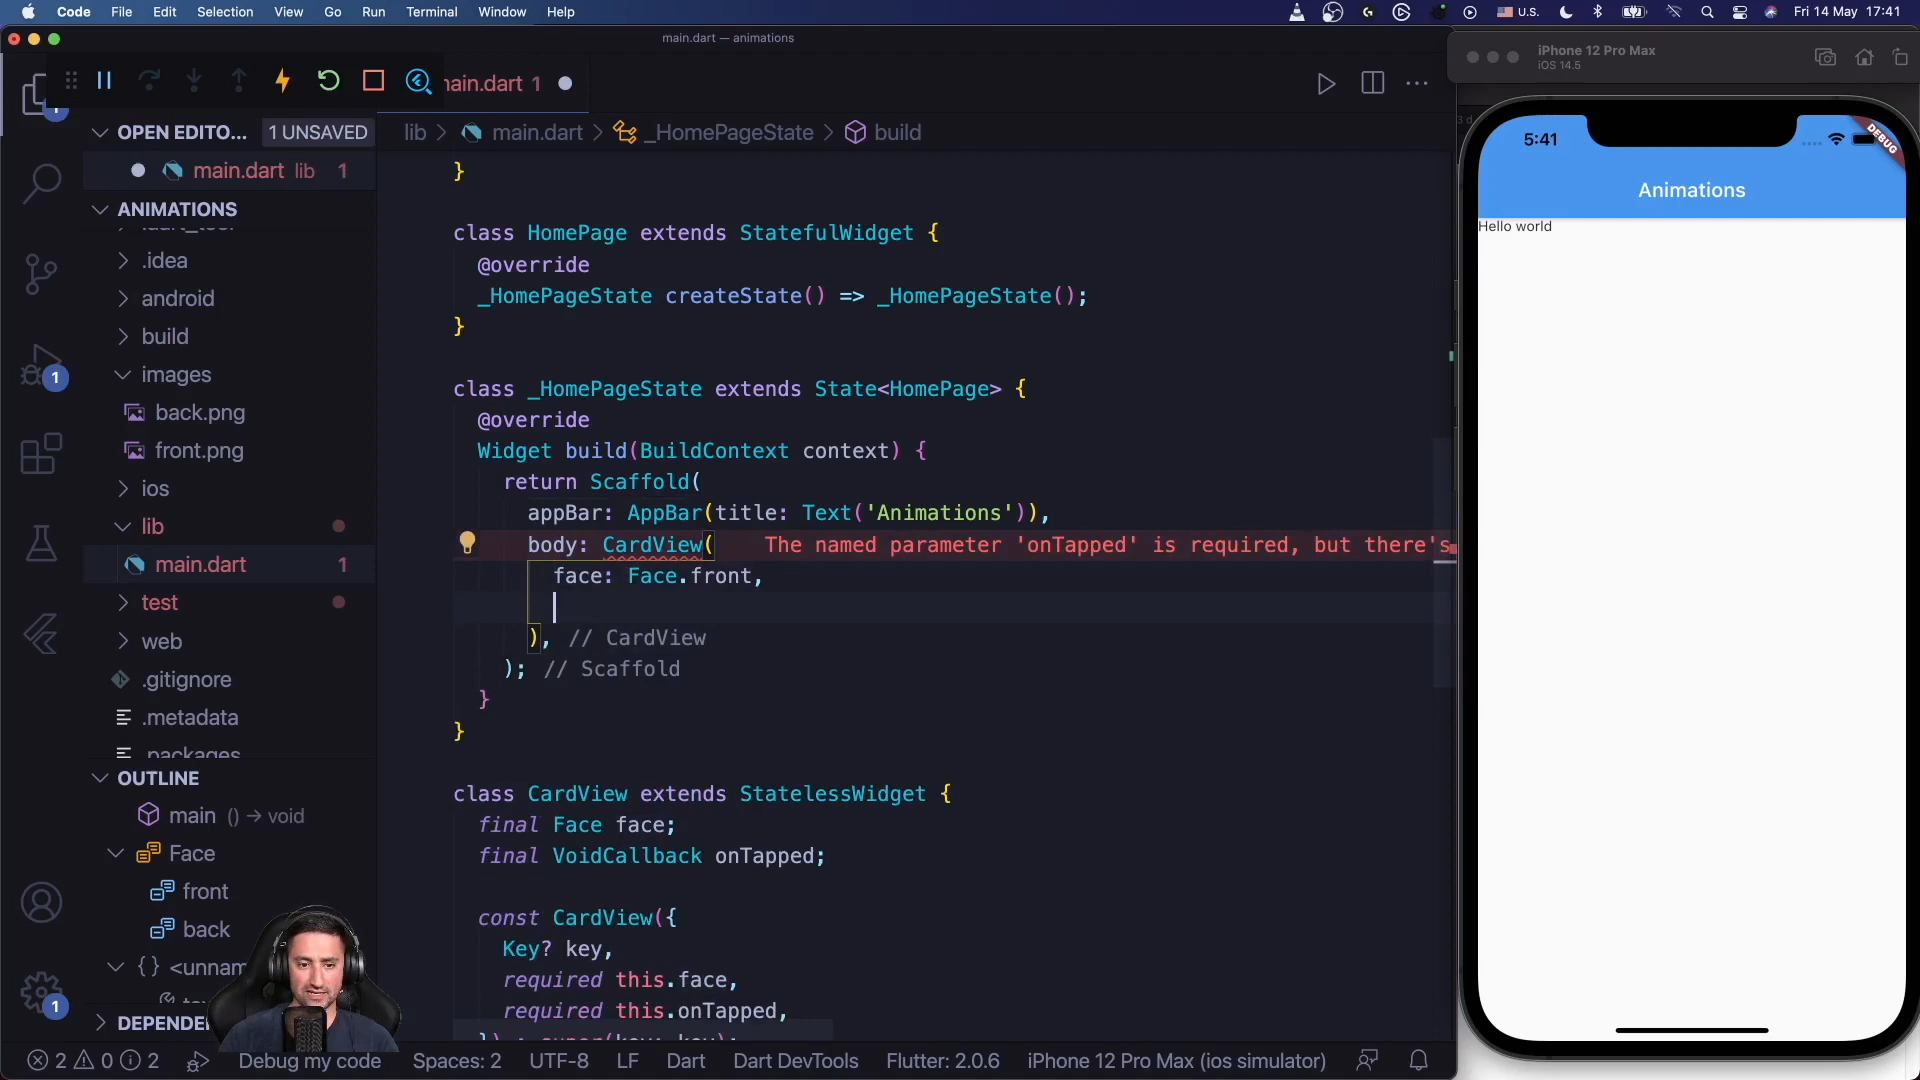 Code File Edit Selection View Go Run Terminal Window Help
U.S. Fri 14 May 17:41
main.dart — animations
main.dart 1
OPEN EDITO... 1 UNSAVED
main.dart lib 1
ANIMATIONS
.idea
android
build
images
back.png
front.png
ios
lib
main.dart 1
test
web
.gitignore
.metadata
.packages
OUTLINE
main () → void
Face
front
back
{} <unnam
DEPENDE
1
1
1
lib > main.dart > _HomePageState > build
}
class HomePage extends StatefulWidget {
@override
_HomePageState createState() => _HomePageState();
}
class _HomePageState extends State<HomePage> {
@override
Widget build(BuildContext context) {
return Scaffold(
appBar: AppBar(title: Text('Animations')),
body: CardView( The named parameter 'onTapped' is required, but there's
face: Face.front,
), // CardView
); // Scaffold
}
}
class CardView extends StatelessWidget {
final Face face;
final VoidCallback onTapped;
const CardView({
Key? key,
required this.face,
required this.onTapped,
}) : super(key: key);
2 0 2 Debug my code Spaces: 2 UTF-8 LF Dart Dart DevTools Flutter: 2.0.6 iPhone 12 Pro Max (ios simulator)
iPhone 12 Pro Max
iOS 14.5
5:41
DEBUG
Animations
Hello world